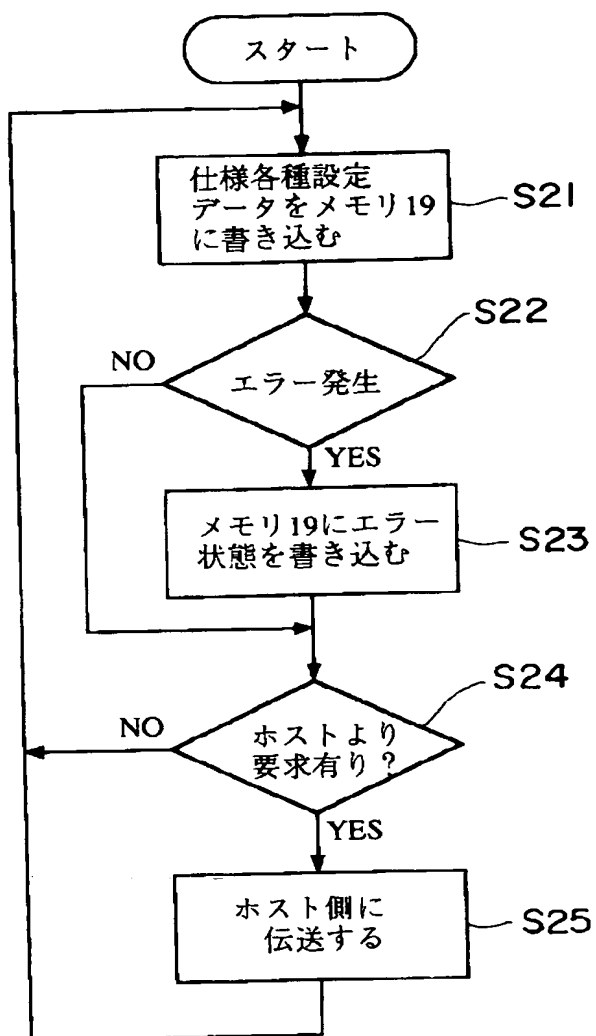 スタート
仕様各種設定
データをメモリ19
に書き込む
S21
S22
エラー発生
NO
YES
メモリ19にエラー
状態を書き込む
S23
S24
ホストより
要求有り?
NO
YES
ホスト側に
伝送する
S25